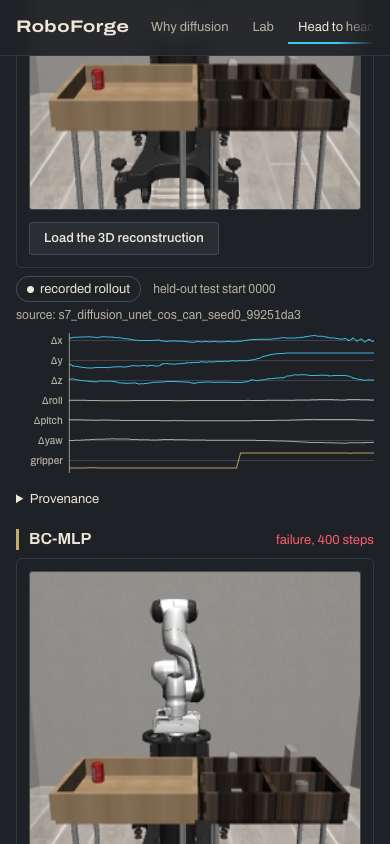 RoboForge Why diffusion Lab Head to head
Load the 3D reconstruction
recorded rollout held-out test start 0000
source: s7_diffusion_unet_cos_can_seed0_99251da3
Δx
Δy
Δz
Δroll
Δpitch
Δyaw
gripper
Provenance
BC-MLP failure, 400 steps